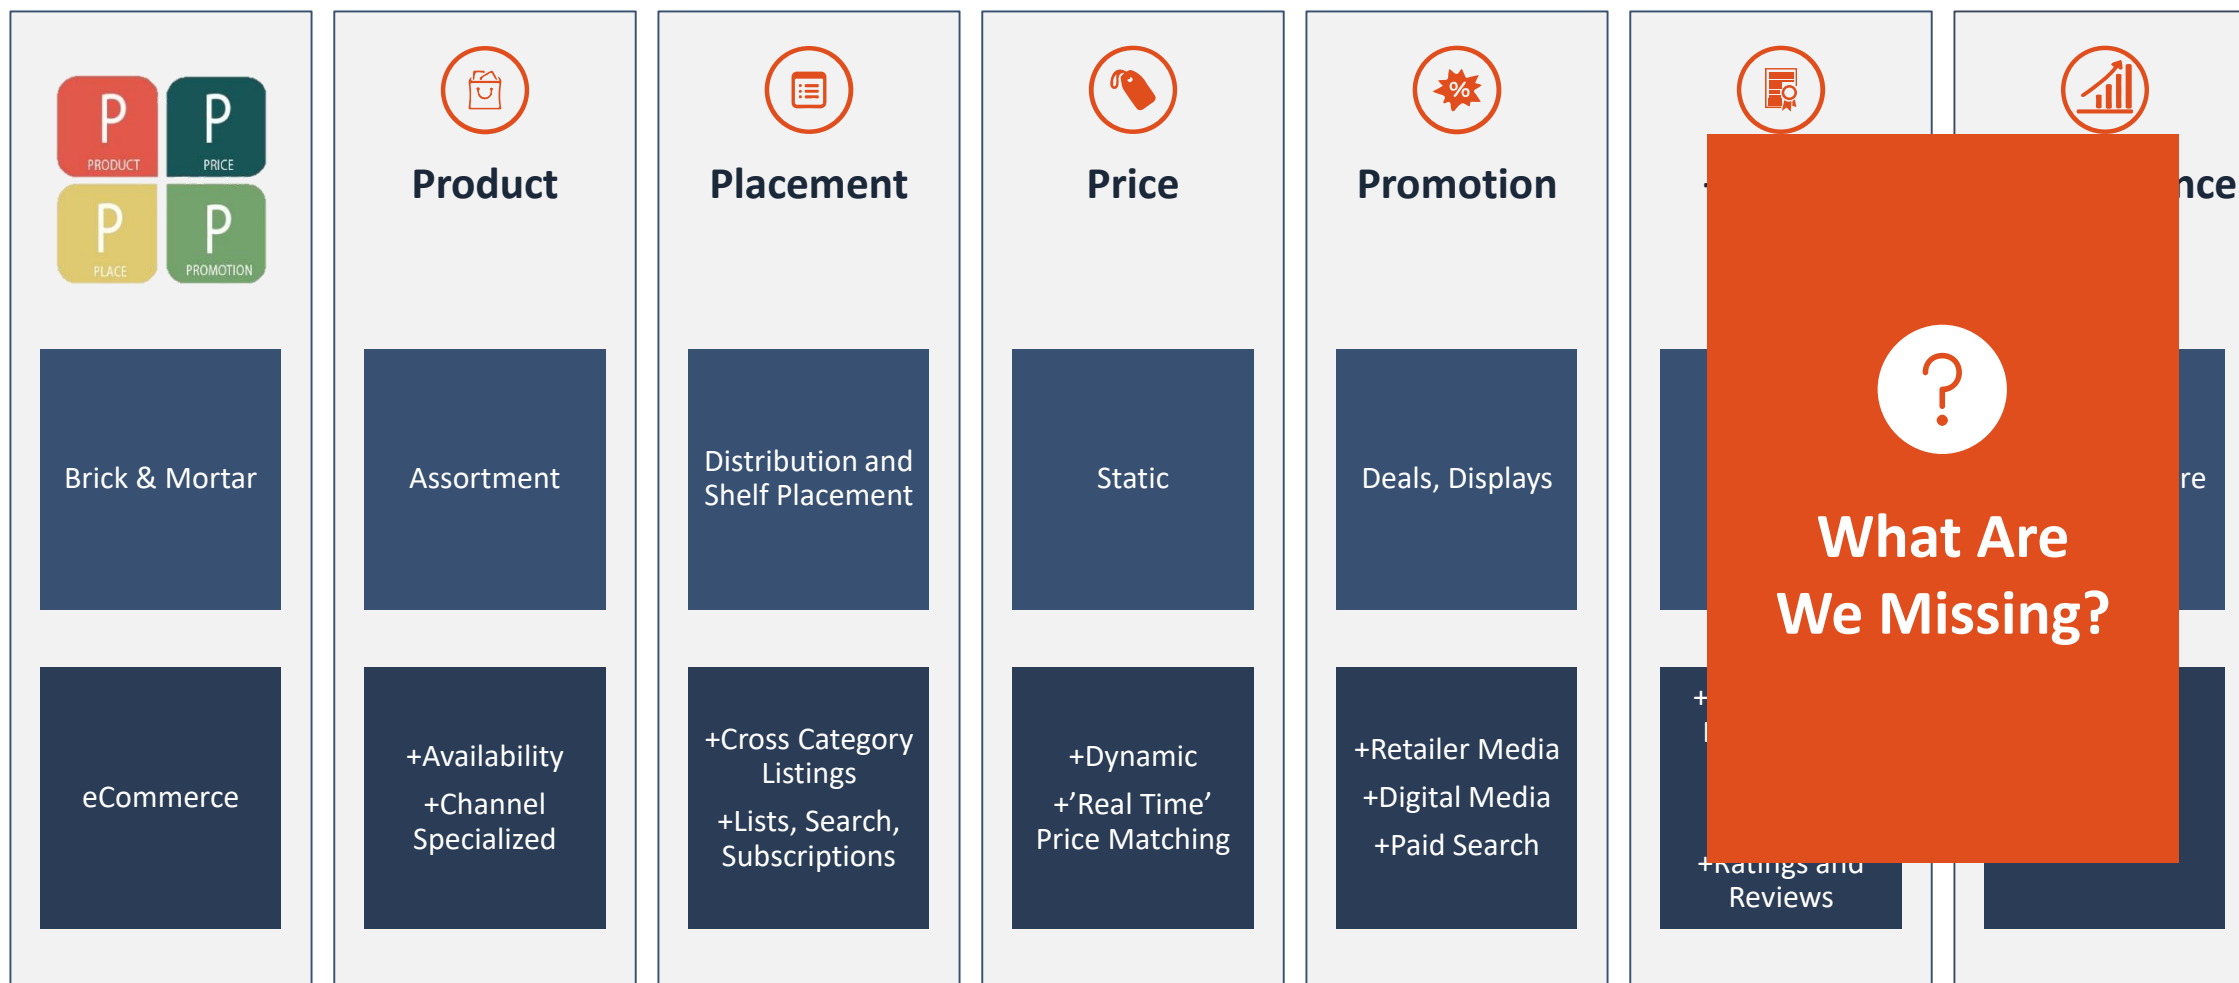 P
PRODUCT
P
PRICE
P
PLACE
P
PROMOTION
Product
Placement
Price
Promotion
%
Brick & Mortar
Assortment
Distribution and
Shelf Placement
Static
Deals, Displays
?
What Are
We Missing?
eCommerce
+Availability
+Channel
Specialized
+Cross Category
Listings
+Lists, Search,
Subscriptions
+Dynamic
+’Real Time’
Price Matching
+Retailer Media
+Digital Media
+Paid Search
+Ratings and
Reviews